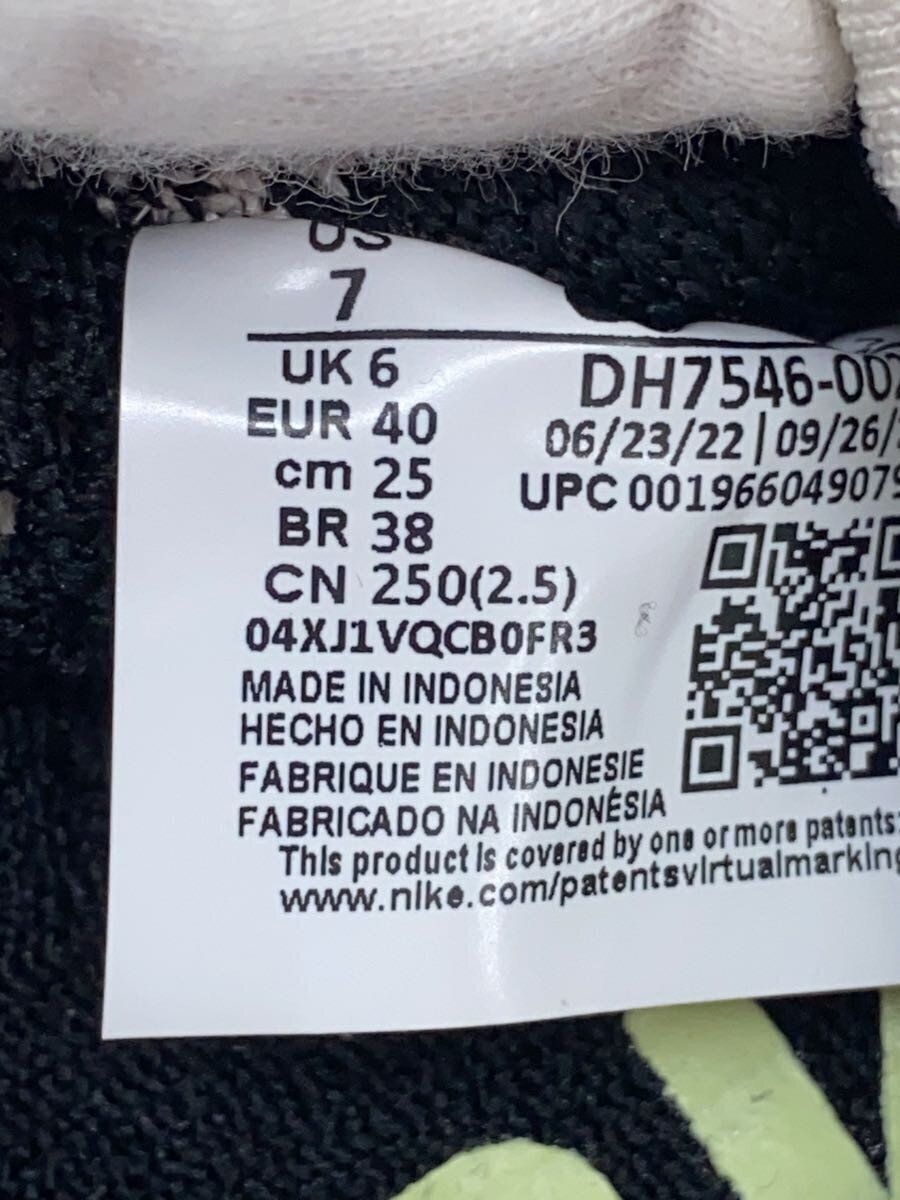 US
7
UK 6
EUR 40
cm 25
BR 38
CN 250(2.5)
04XJ1VQCB0FR3
DH7546-002
06/23/22 | 09/26/
UPC 00196604907
MADE IN INDONESIA
HECHO EN INDONESIA
FABRIQUE EN INDONESIE
FABRICADO NA INDONÉSIA
This product is covered by one or more patents:
www.nike.com/patentsvirtualmarking